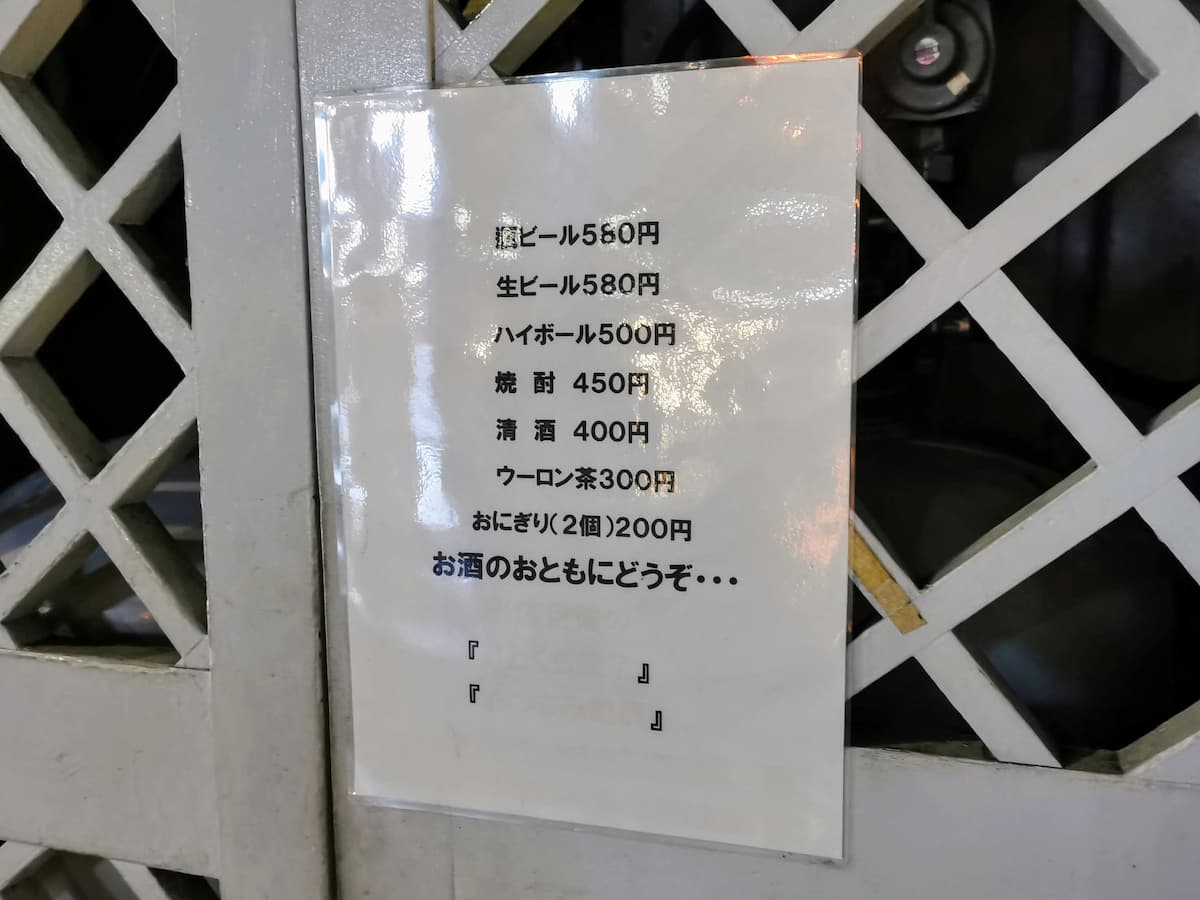 ビール580円
生ビール580円
ハイボール500円
焼 酎 450円
清 酒 400円
ウーロン茶300円
おにぎり(2個)200円
お酒のおともにどうぞ・・・
『 』
『 』